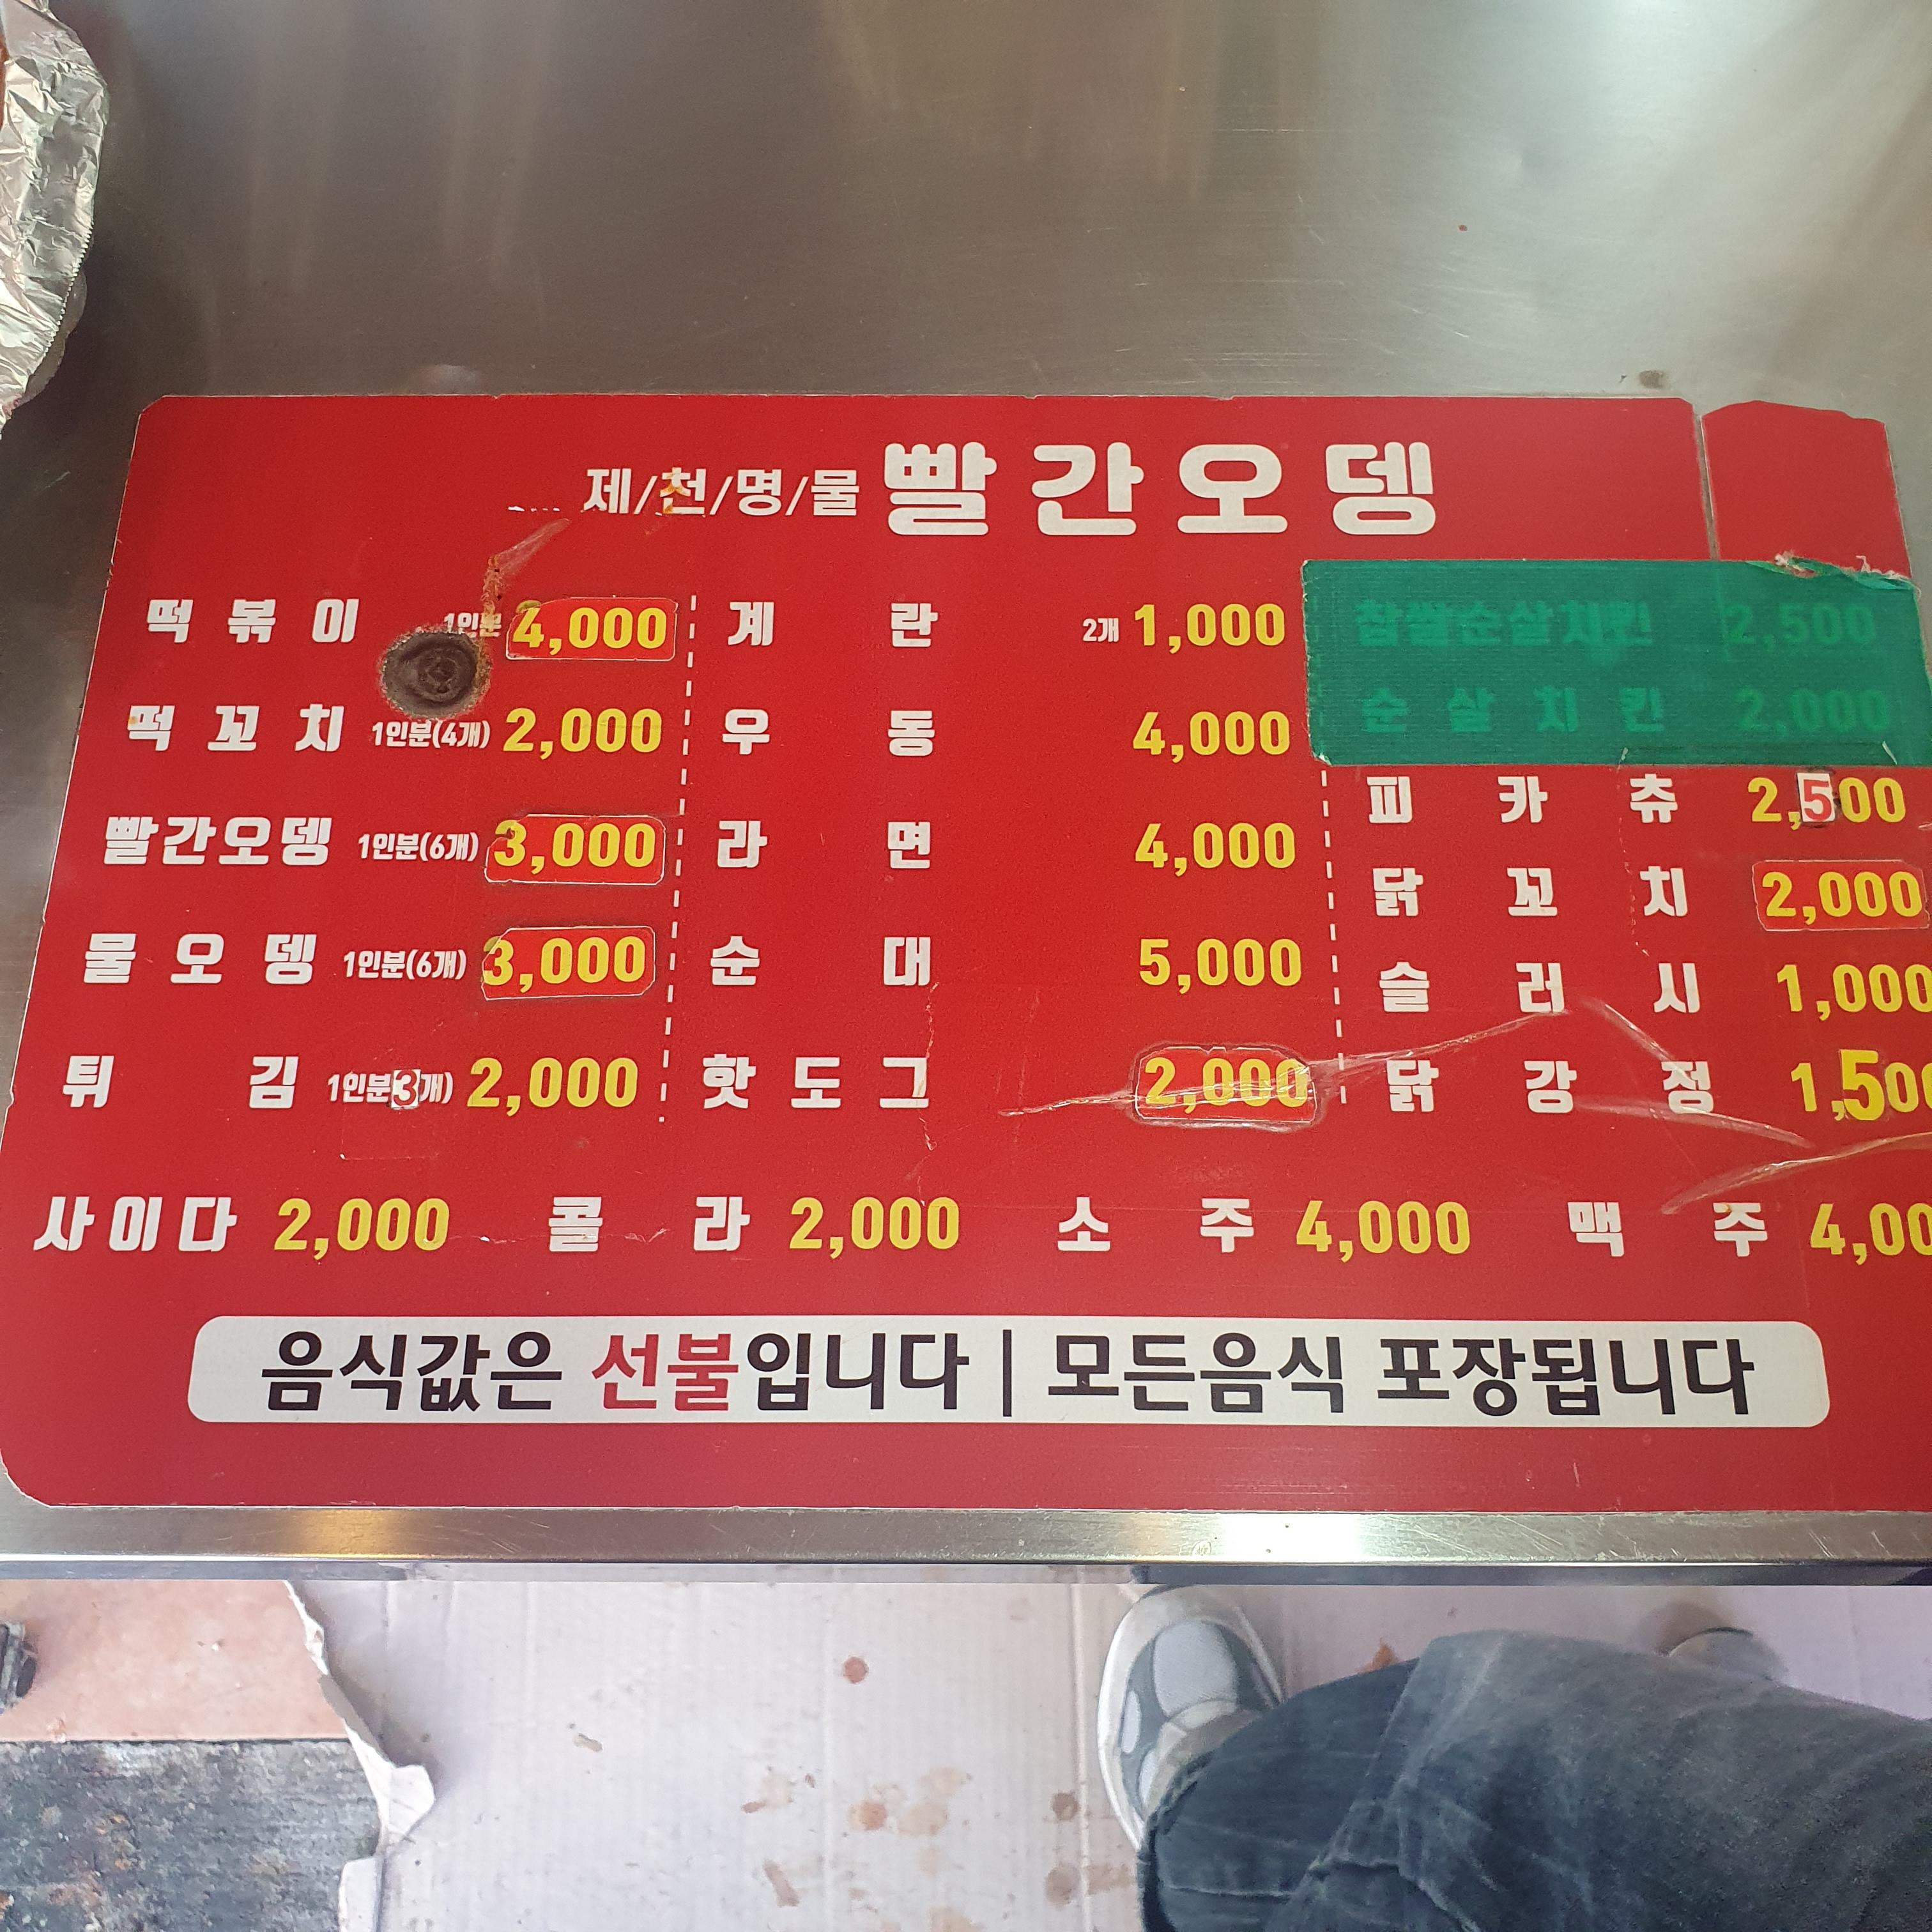 제/천/명/물 빨간오뎅
떡볶이 1인분 4,000
떡꼬치 1인분(4개) 2,000
빨간오뎅 1인분(6개) 3,000
물오뎅 1인분(6개) 3,000
튀김 1인분3개) 2,000
계란 2개 1,000
우동 4,000
라면 4,000
순대 5,000
핫도그 2,000
찹쌀순살치킨 2,500
순살치킨 2,000
피카츄 2,500
닭꼬치 2,000
슬러시 1,000
닭강정 1,500
사이다 2,000 콜라 2,000 소주 4,000 맥주 4,00
음식값은 선불입니다 | 모든음식 포장됩니다